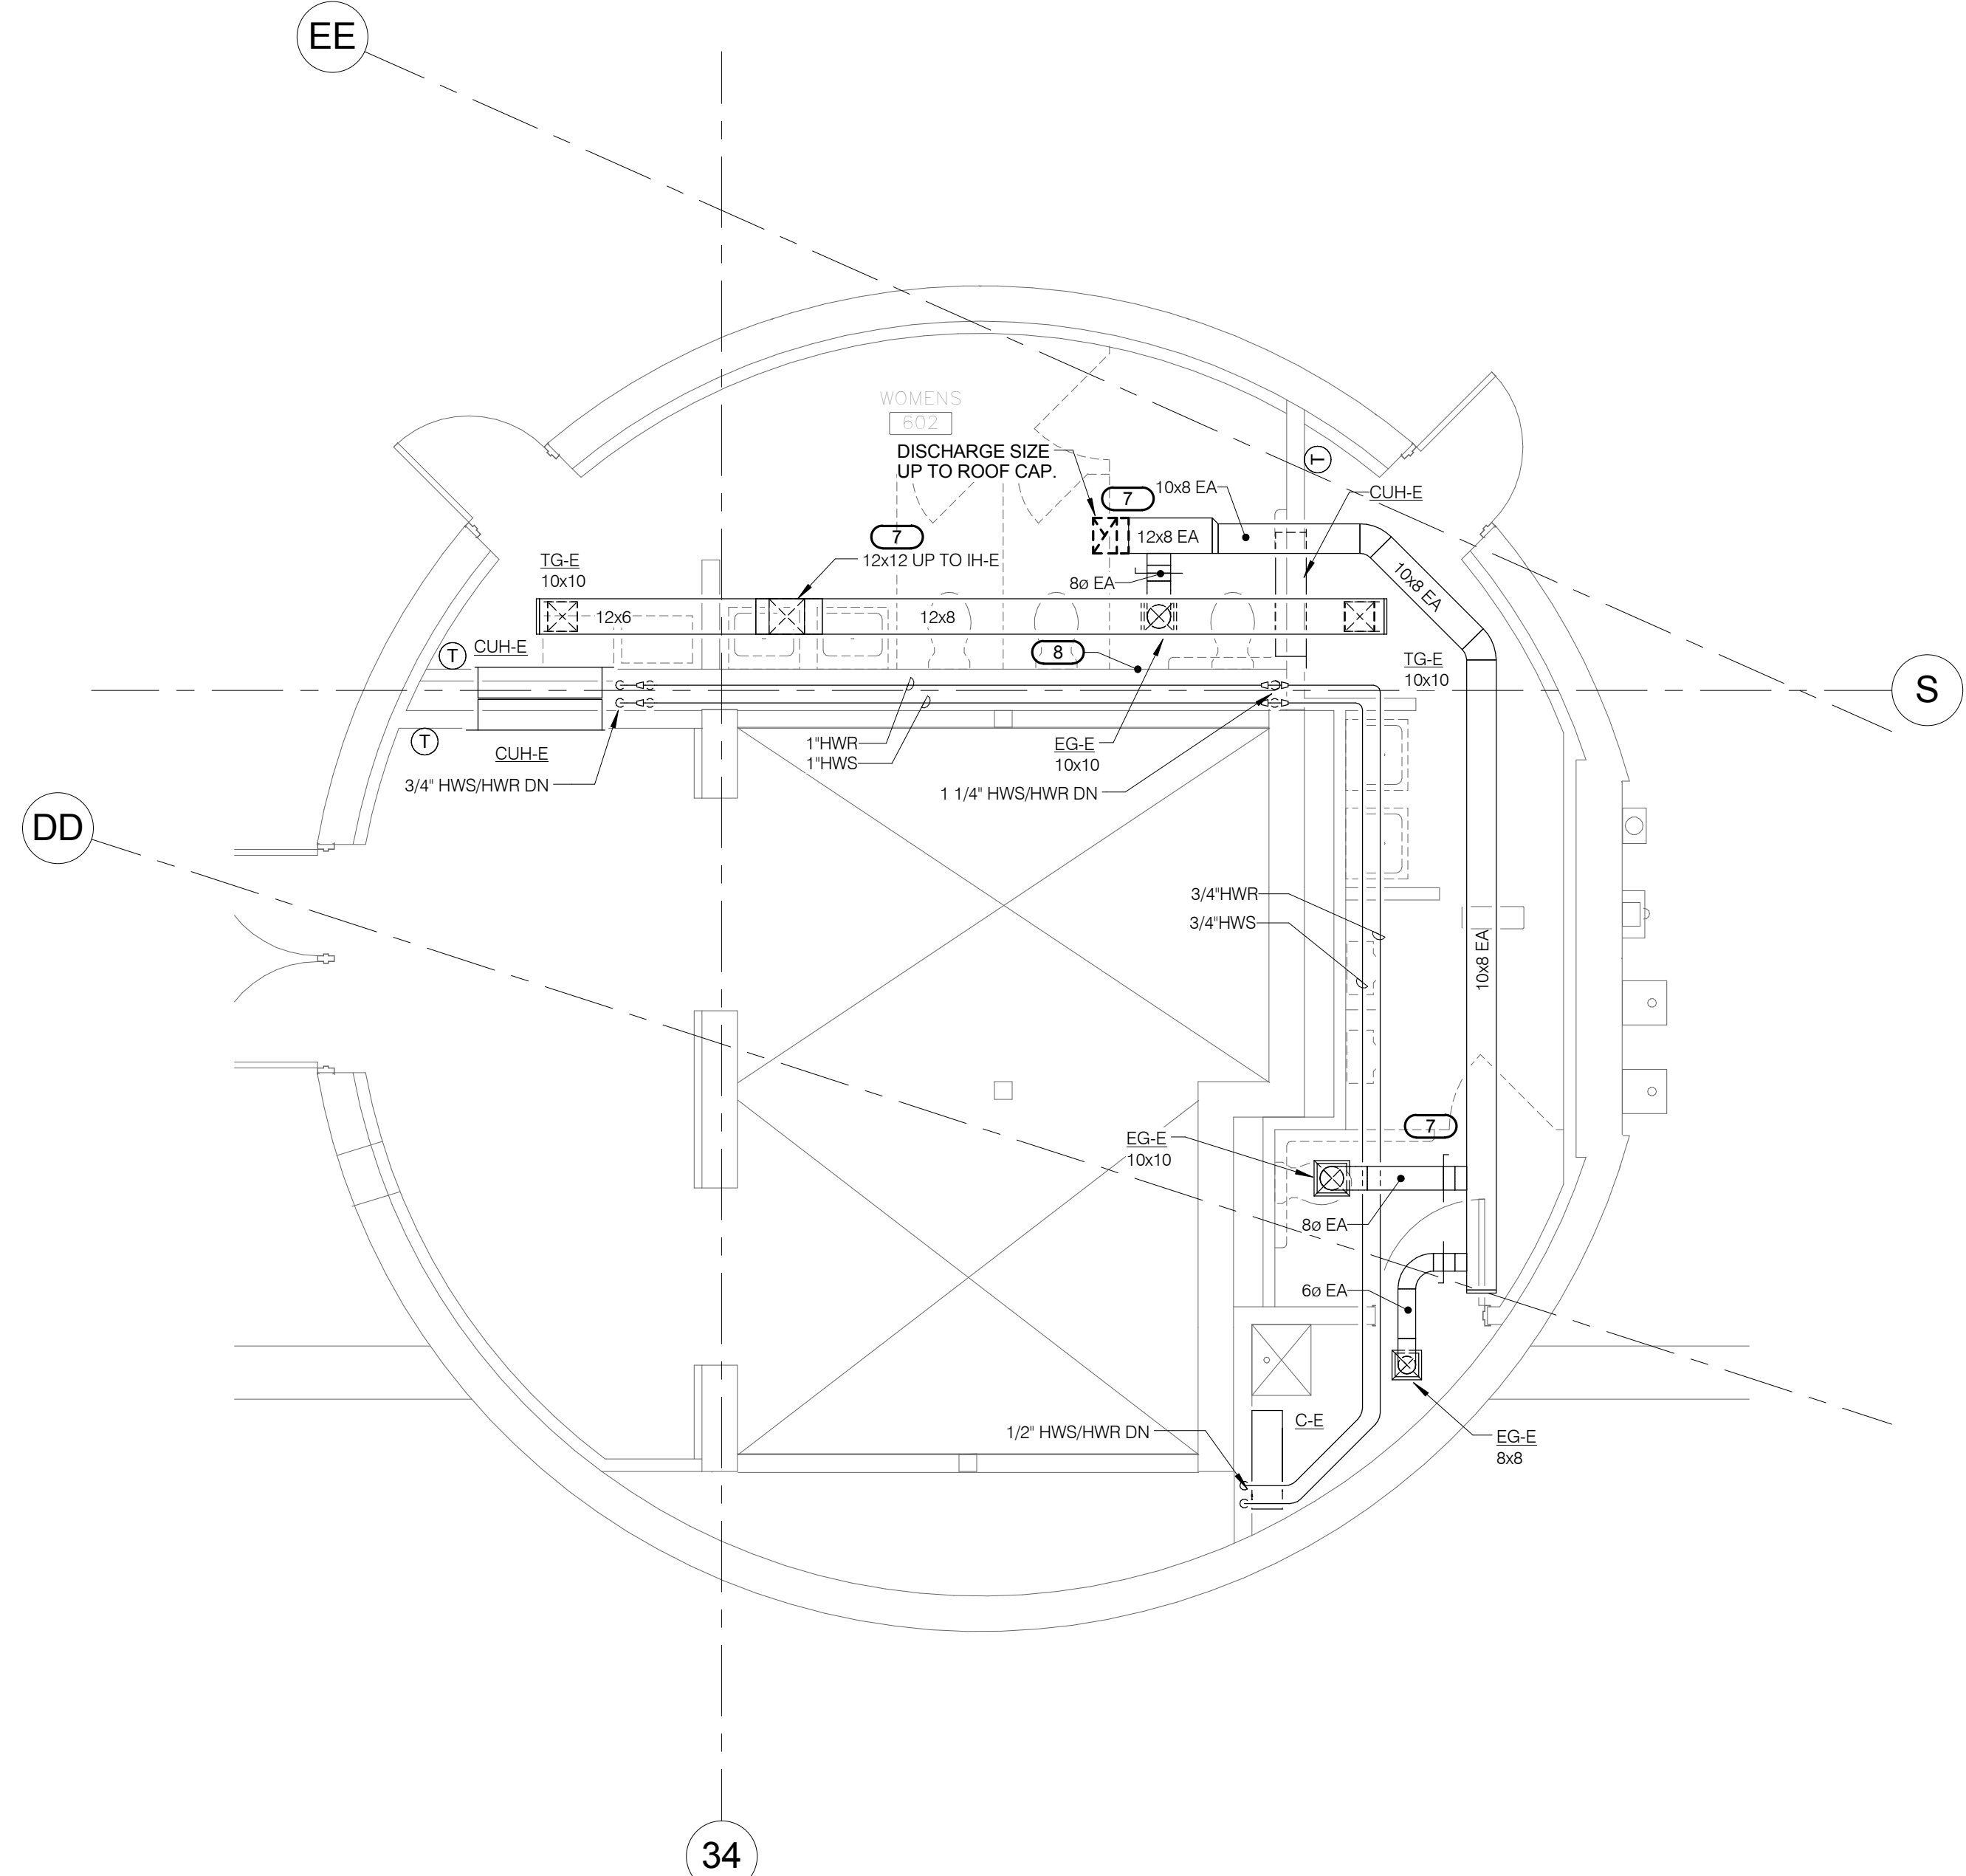 EE
WOMENS
602
DISCHARGE SIZE
UP TO ROOF CAP.
T
CUH-E
7
10x8 EA
7
12x8 EA
12x12 UP TO IH-E
TG-E
10x10
8ø EA
10x8 EA
12x6
12x8
T
CUH-E
8
TG-E
10x10
S
T
CUH-E
1"HWR
1"HWS
EG-E
10x10
3/4" HWS/HWR DN
1 1/4" HWS/HWR DN
DD
3/4"HWR
3/4"HWS
10x8 EA
7
EG-E
10x10
8ø EA
6ø EA
C-E
1/2" HWS/HWR DN
EG-E
8x8
34